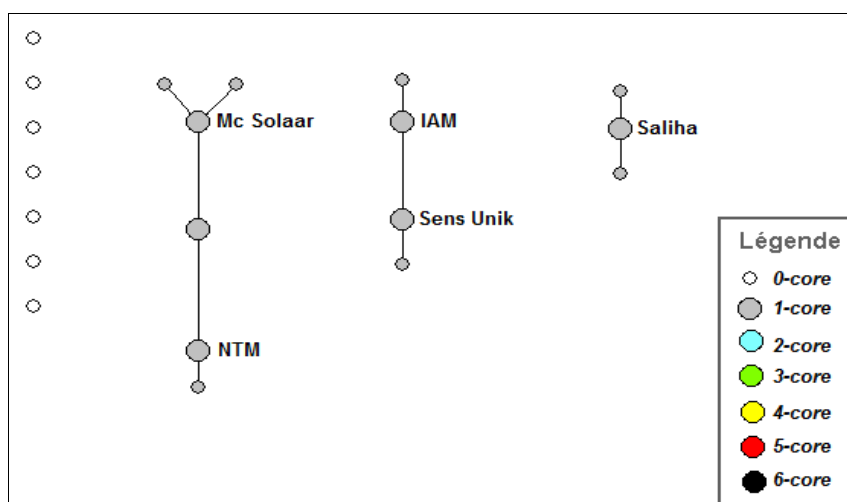 Mc Solaar
IAM
Saliha
Sens Unik
NTM
Légende
0-core
1-core
2-core
3-core
4-core
5-core
6-core